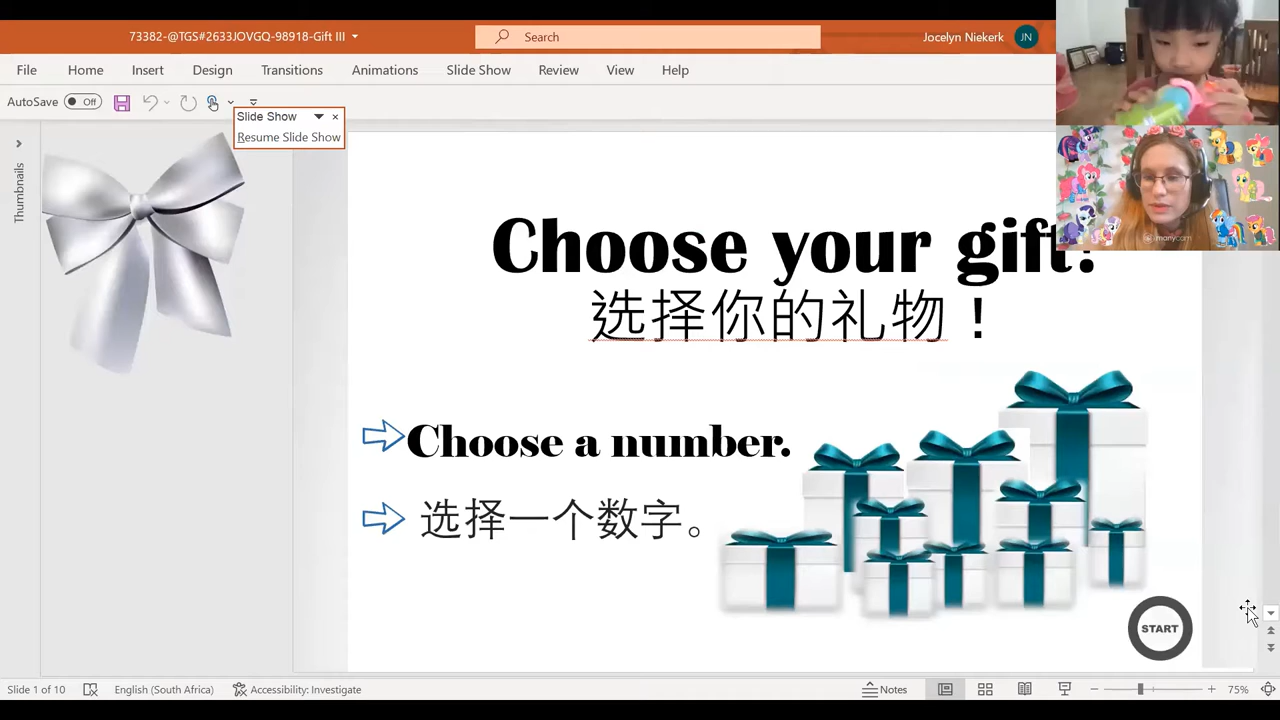 73382-@TGS#2633JOVGQ-98918-Gift III
Search
Jocelyn Niekerk
JN
File
Home
Insert
Design
Transitions
Animations
Slide Show
Review
View
Help
AutoSave
Off
Slide Show
Resume Slide Show
Thumbnails
Choose your gift!
选择你的礼物！
Choose a number.
选择一个数字。
START
manycam
Slide 1 of 10
English (South Africa)
Accessibility: Investigate
Notes
75%